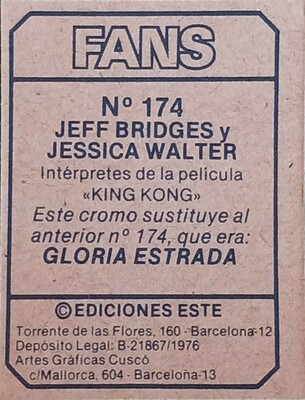 FANS
Nº 174
JEFF BRIDGES y
JESSICA WALTER
Intérpretes de la película
«KING KONG»
Este cromo sustituye al
anterior nº 174, que era:
GLORIA ESTRADA
©EDICIONES ESTE
Torrente de las Flores, 160 - Barcelona-12
Depósito Legal: B-21867/1976
Artes Gráficas Cuscó
c/Mallorca, 604 - Barcelona-13